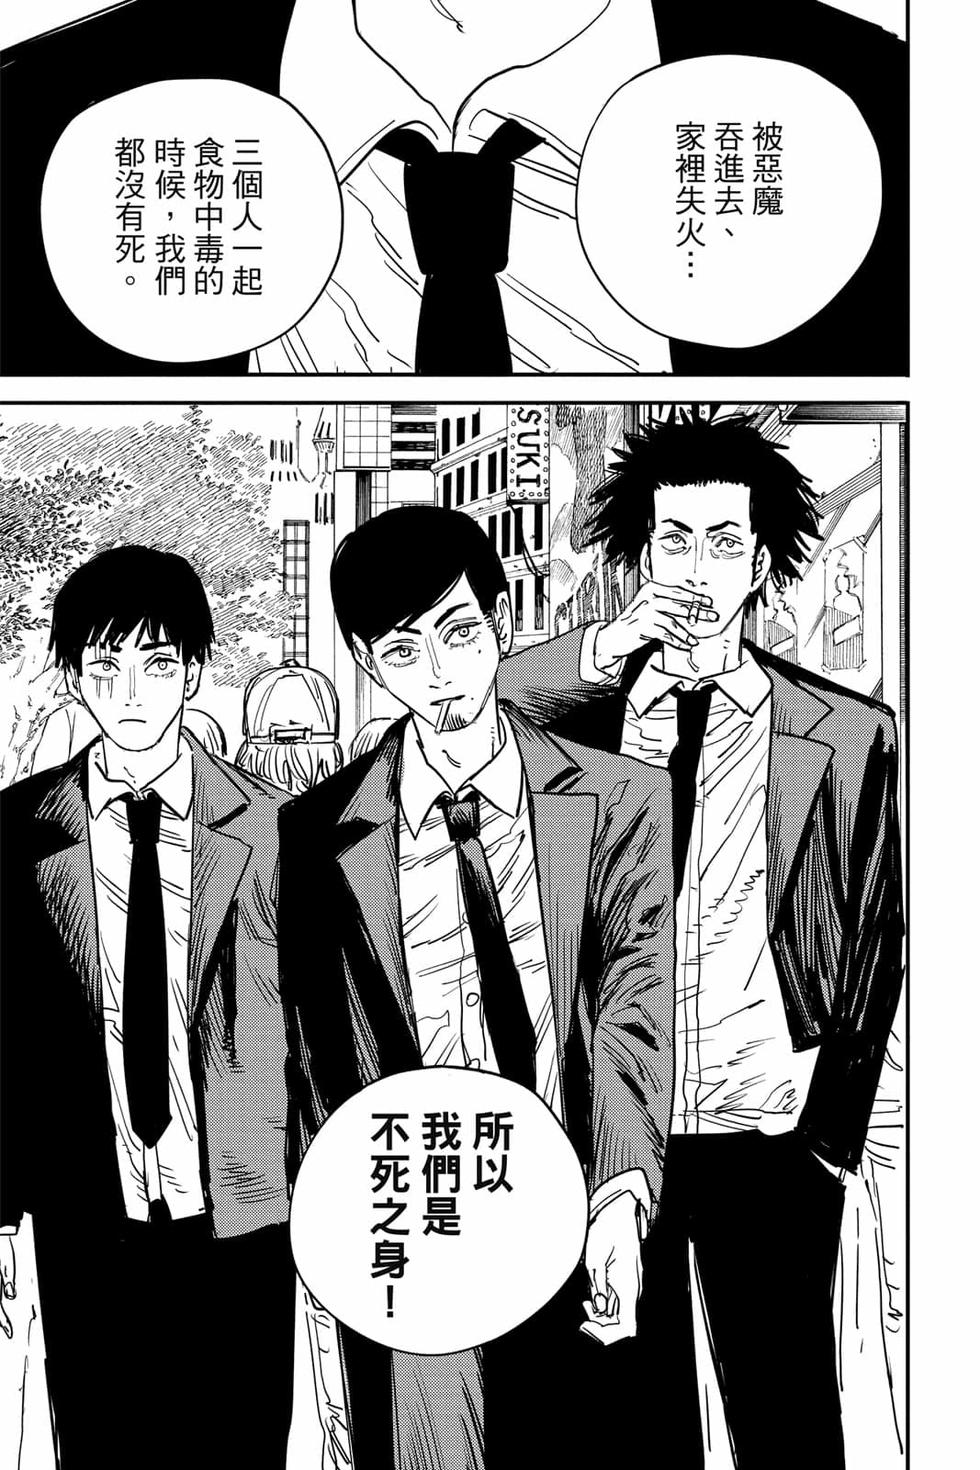 被惡魔
吞進去、
家裡失火…
三個人一起
食物中毒的
時候，我們
都沒有死。
SUKI
所以
我們是
不死之身！